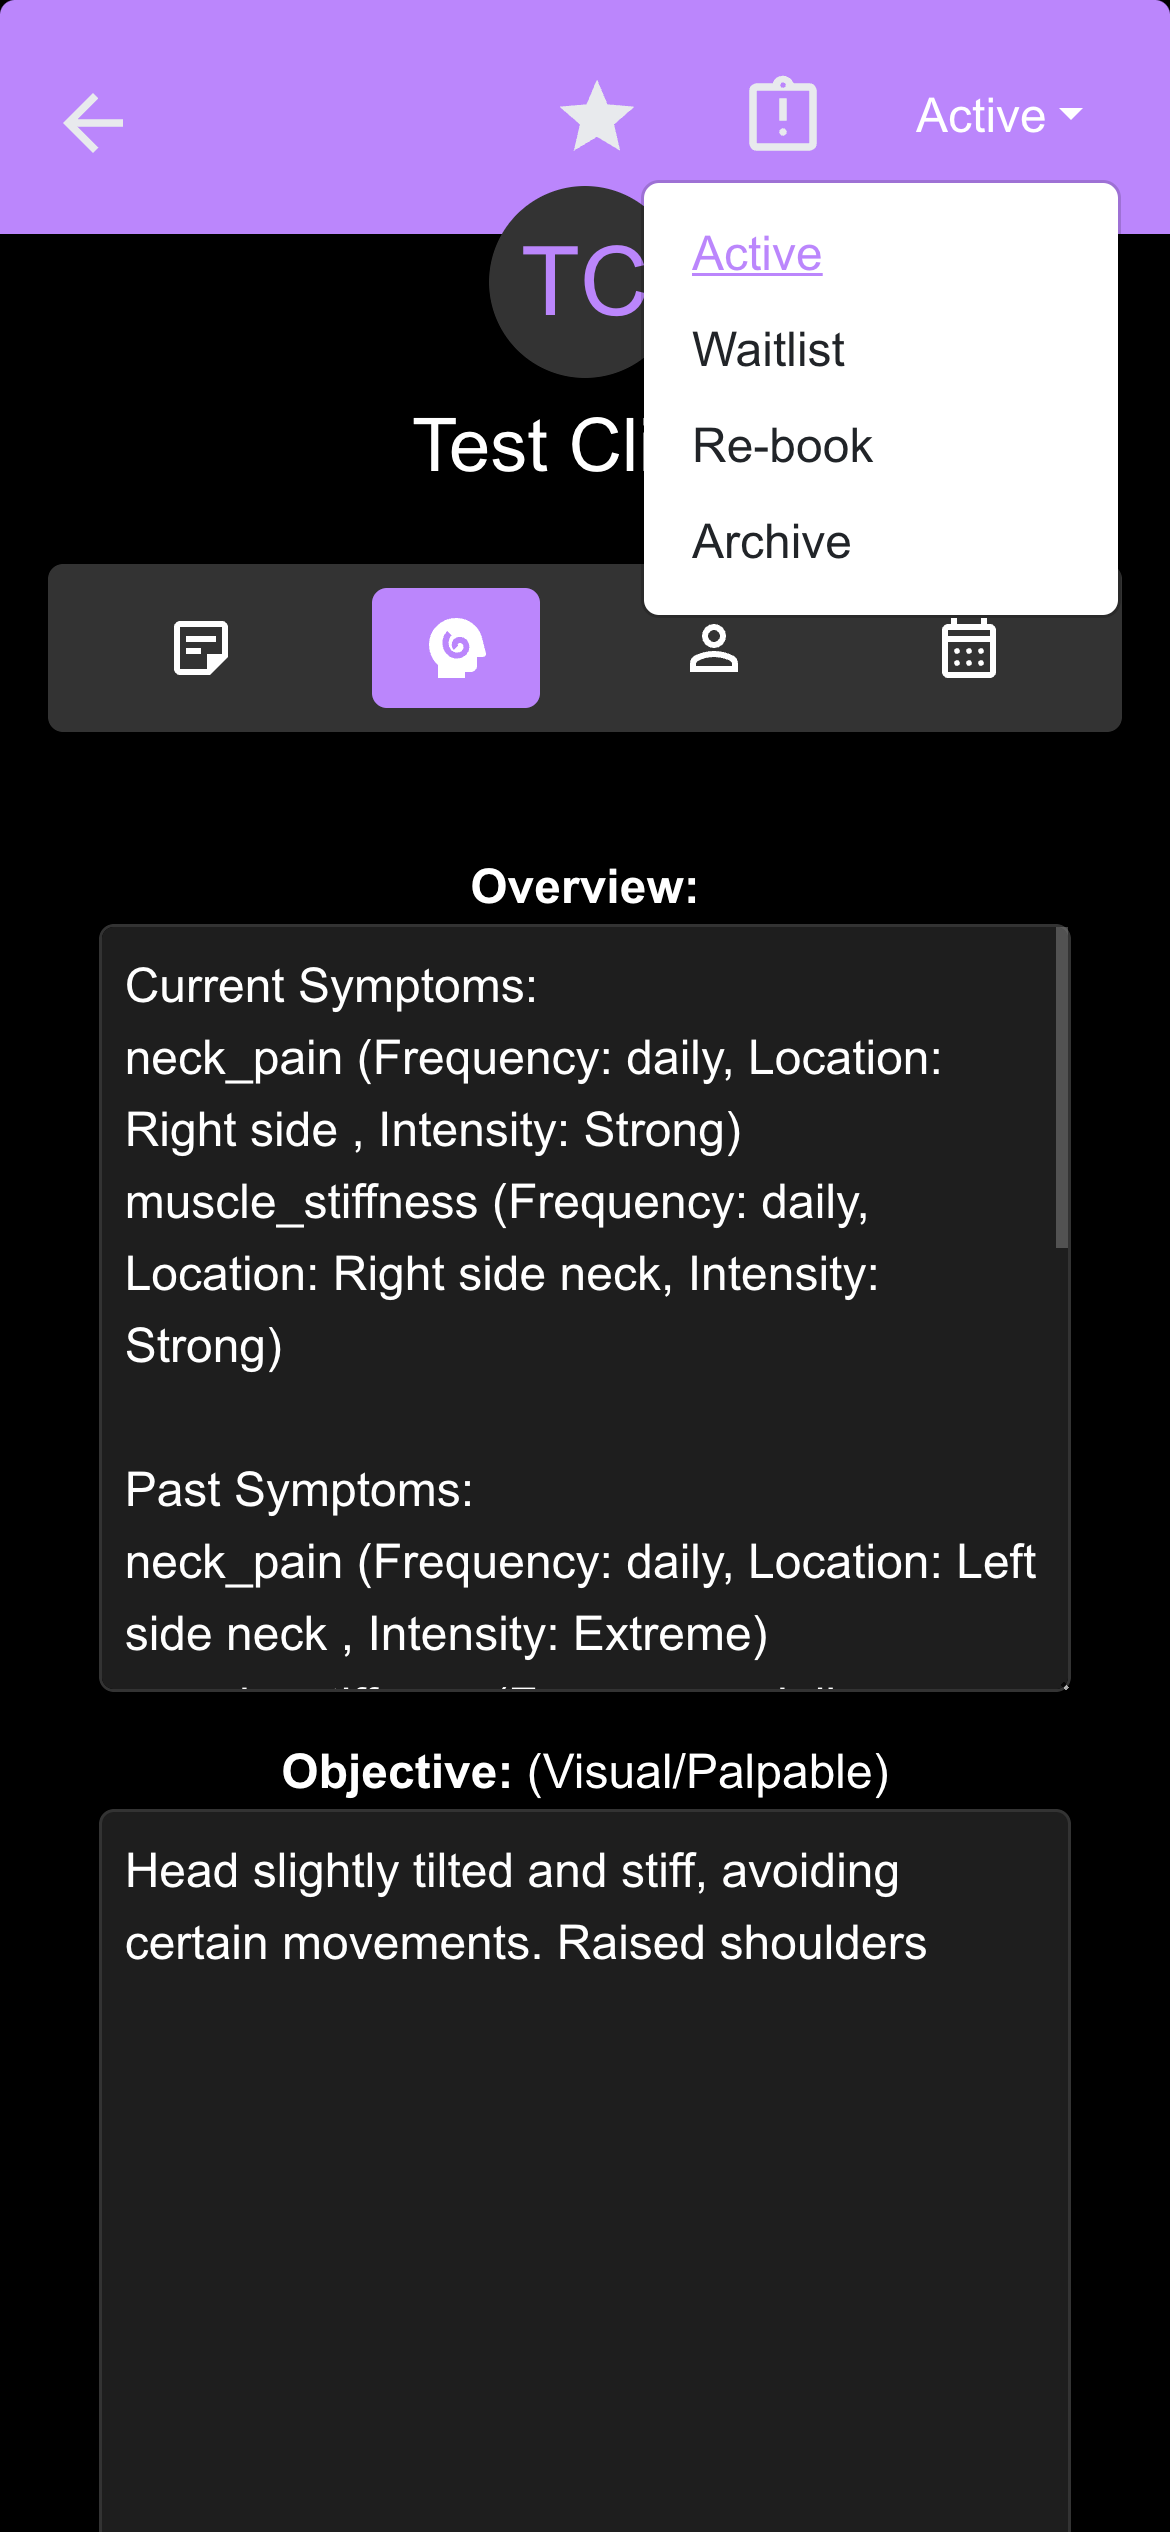 Active
Active
Waitlist
Re-book
Archive
TC
Test Cli
Overview:
Current Symptoms:
neck_pain (Frequency: daily, Location:
Right side , Intensity: Strong)
muscle_stiffness (Frequency: daily,
Location: Right side neck, Intensity:
Strong)
Past Symptoms:
neck_pain (Frequency: daily, Location: Left
side neck , Intensity: Extreme)
Objective: (Visual/Palpable)
Head slightly tilted and stiff, avoiding
certain movements. Raised shoulders